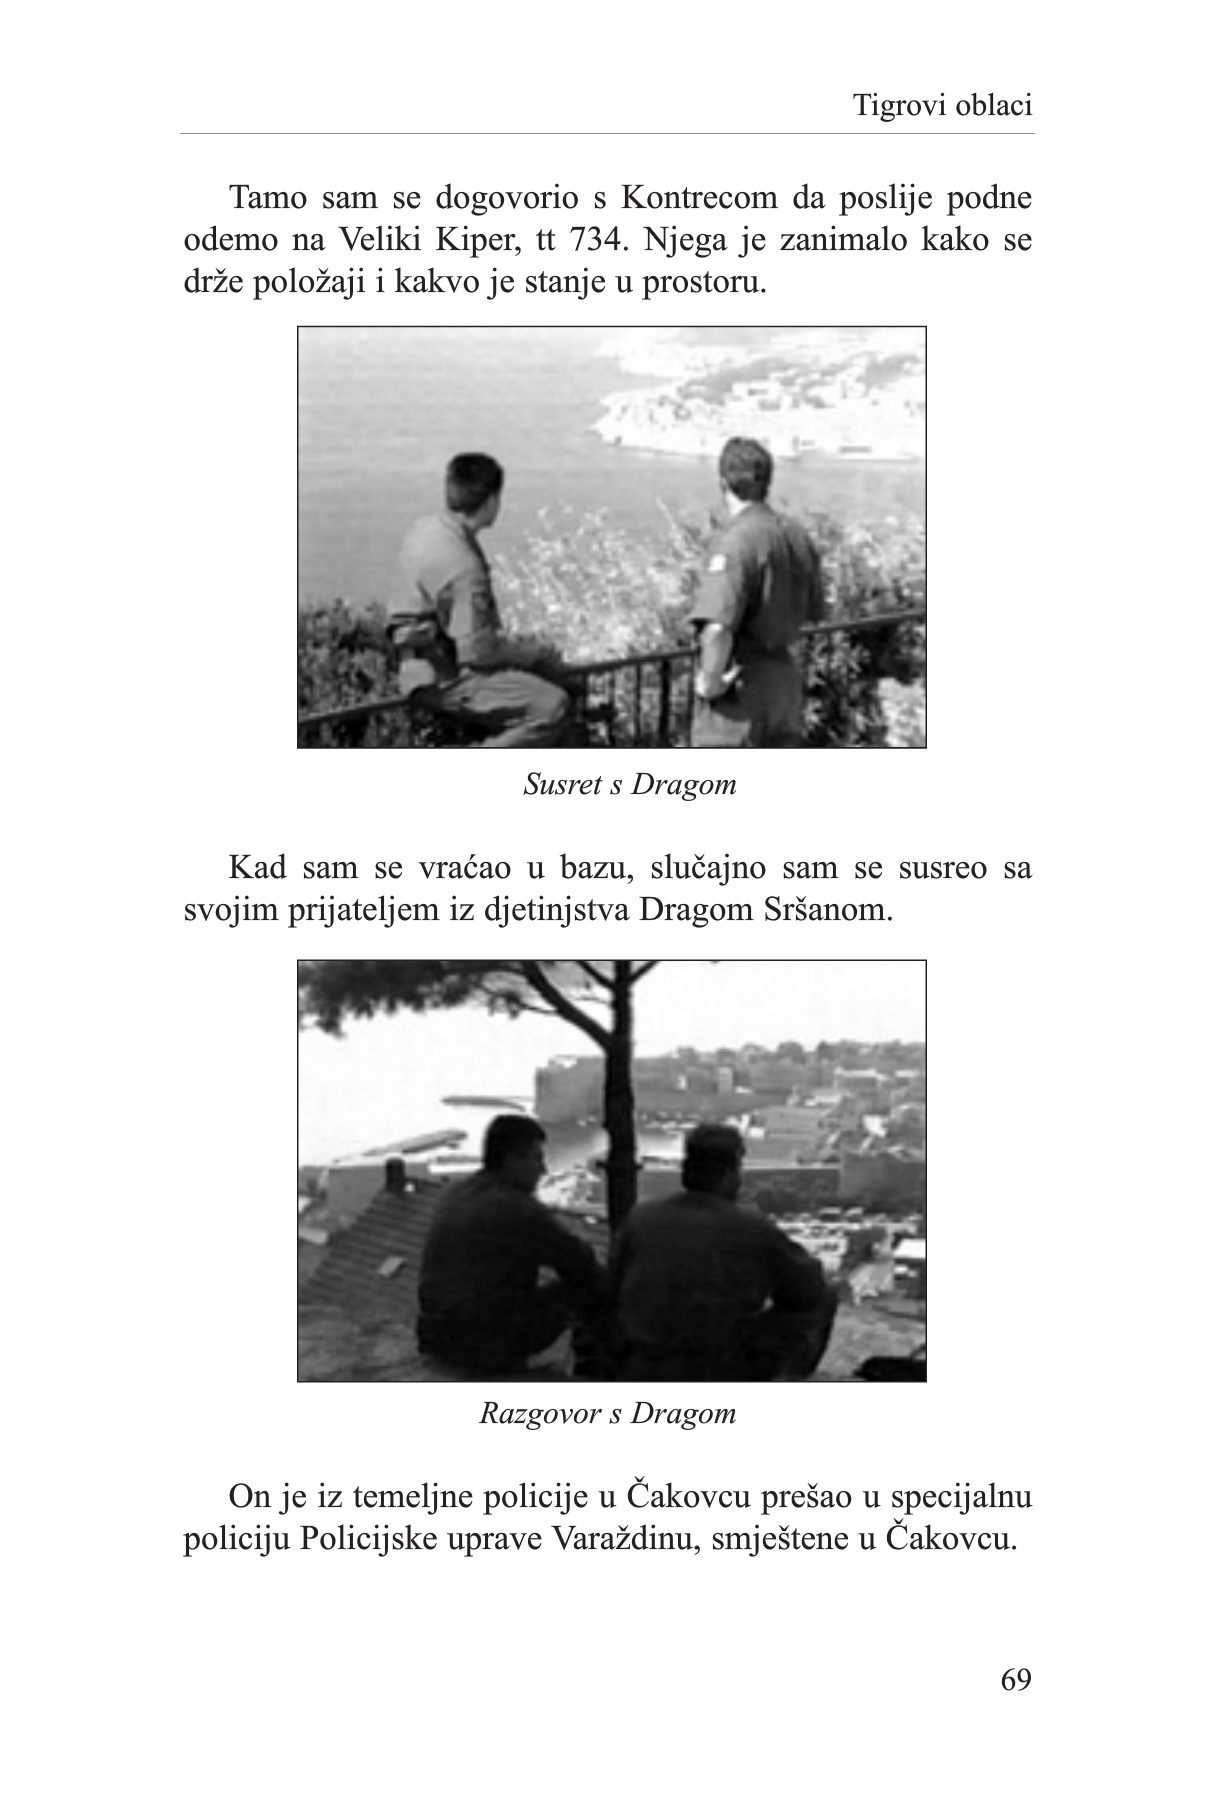 Tigrovi oblaci
Tamo sam se dogovorio s Kontrecom da poslije podne
odemo na Veliki Kiper, tt 734. Njega je zanimalo kako se
drže položaji i kakvo je stanje u prostoru.
Susret s Dragom
Kad sam se vraćao u bazu, slučajno sam se susreo sa
svojim prijateljem iz djetinjstva Dragom Sršanom.
Razgovor s Dragom
On je iz temeljne policije u Čakovcu prešao u specijalnu
policiju Policijske uprave Varaždinu, smještene u Čakovcu.
69